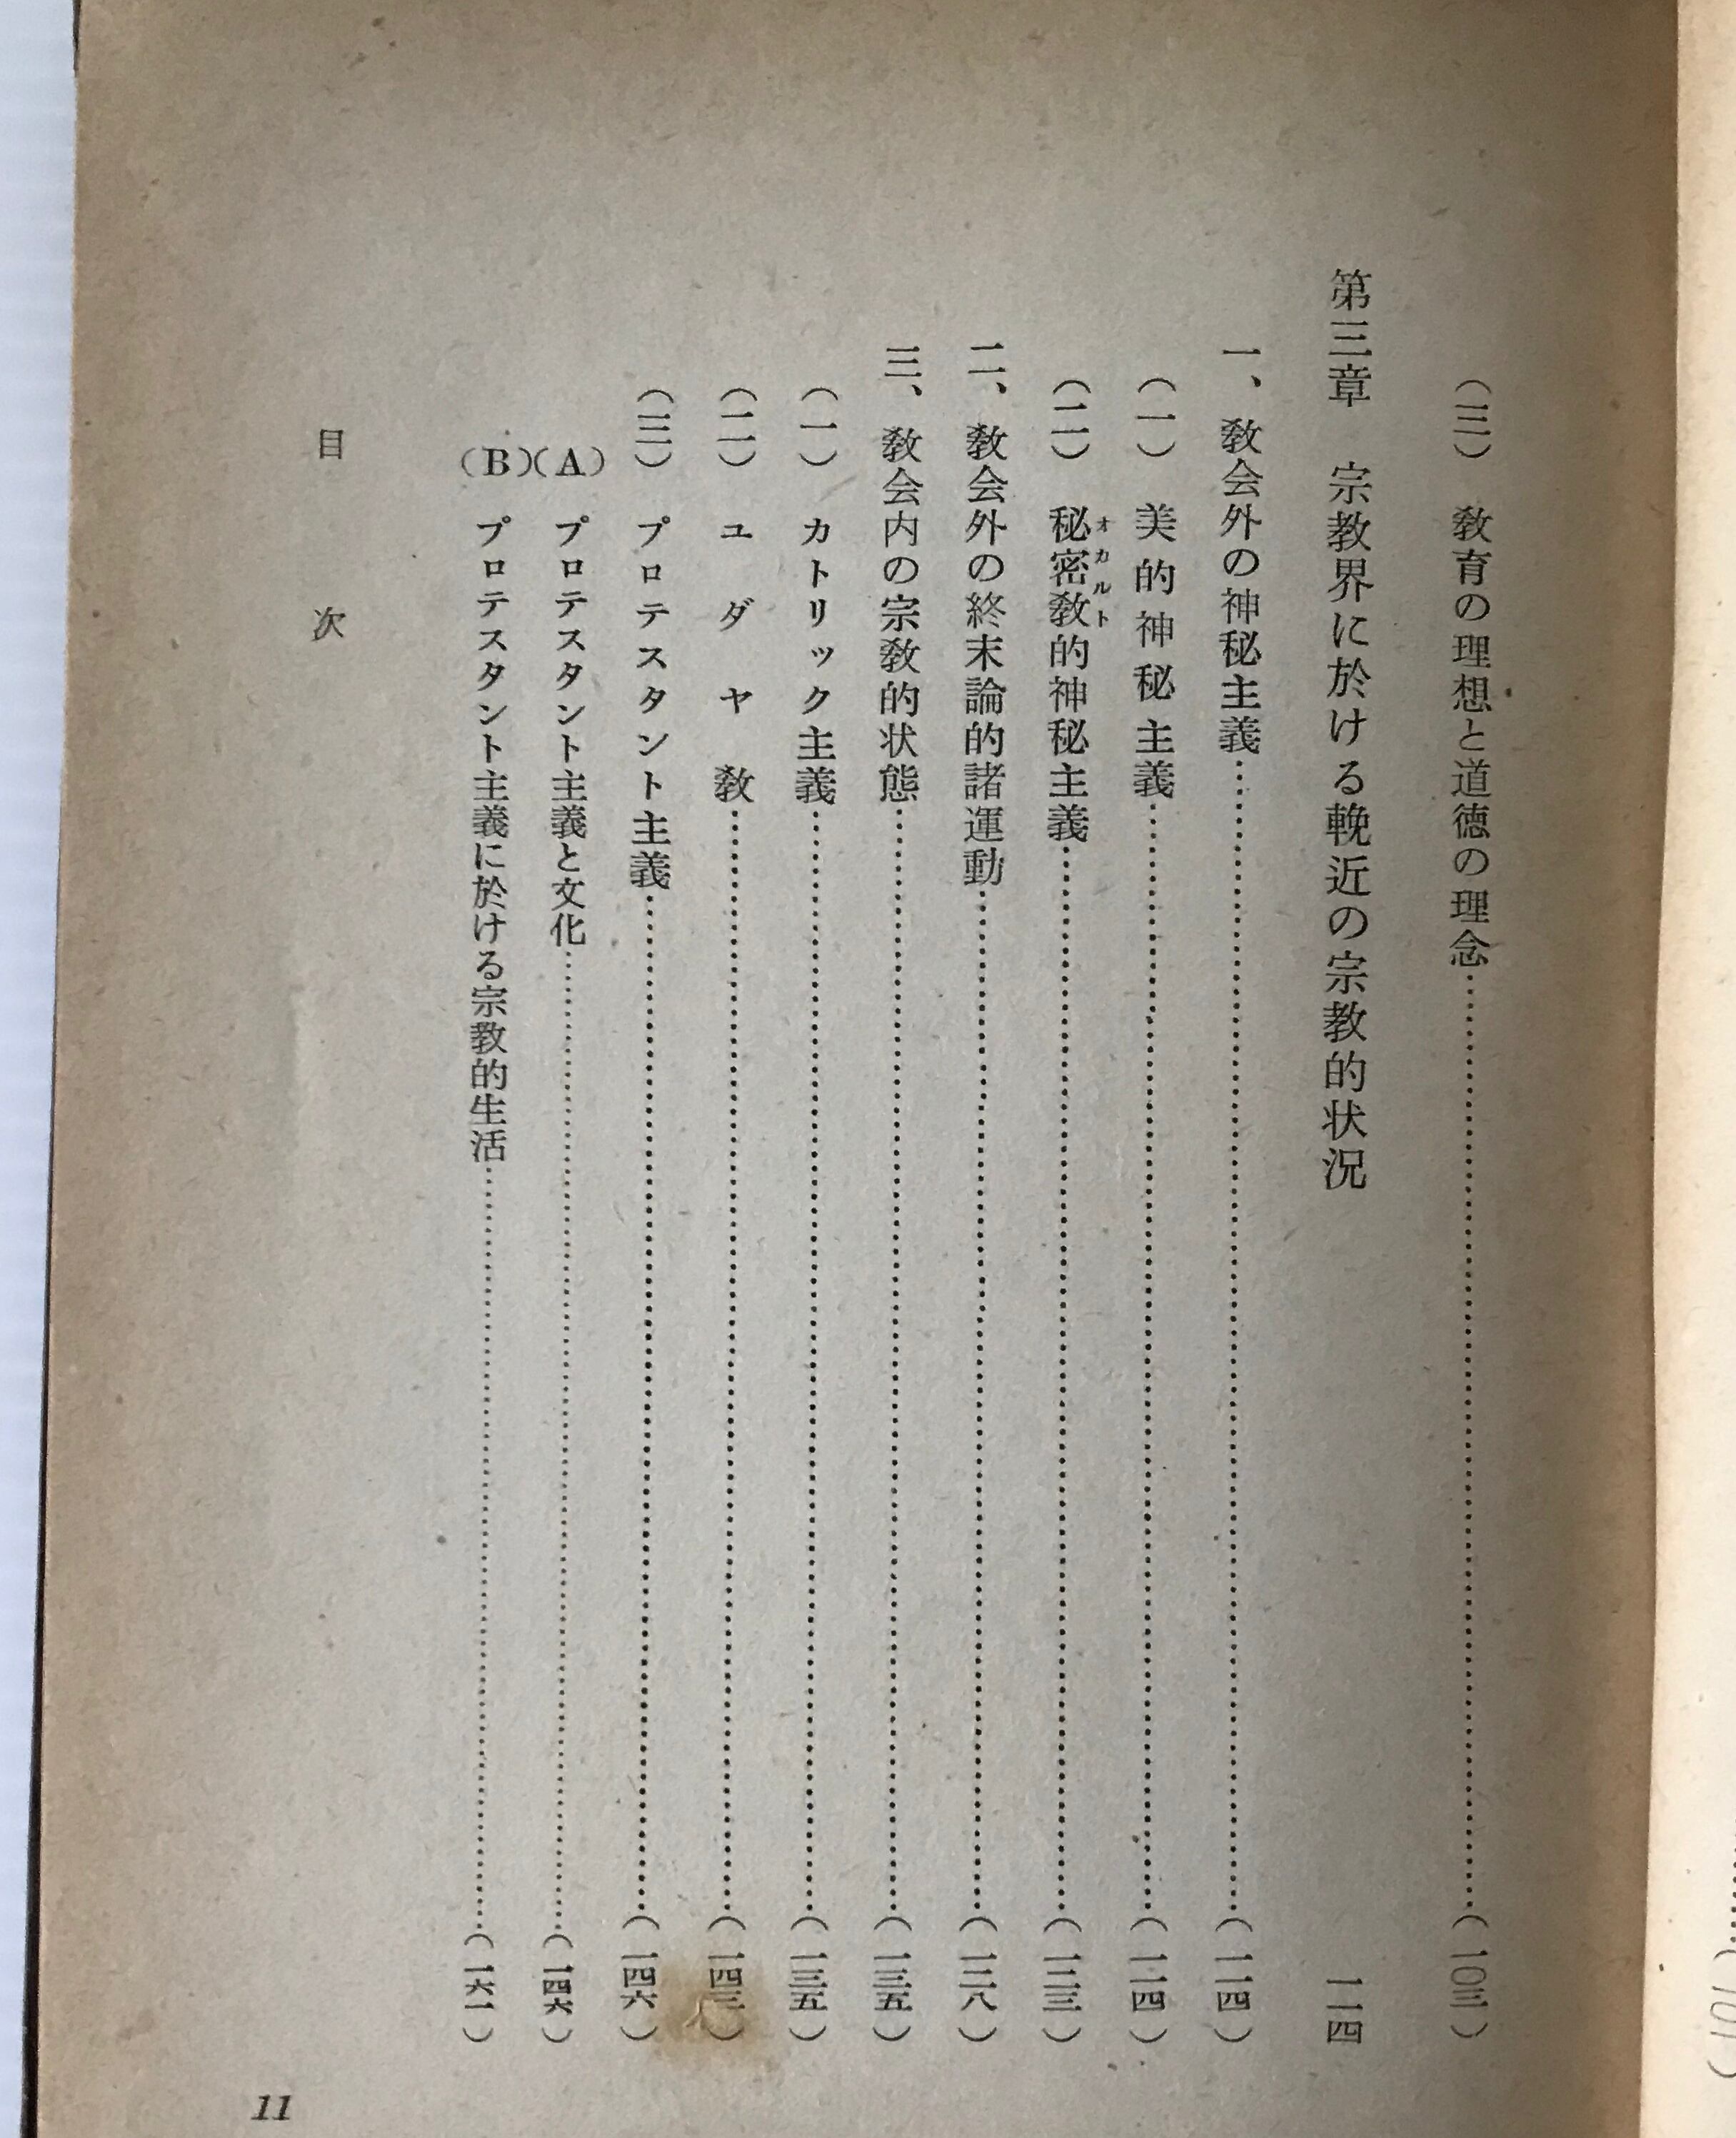 （三）　教育の理想と道徳の理念……（一〇三）
第三章　宗教界に於ける輓近の宗教的状況　一一四
一、教会外の神秘主義……（一一四）
（一）　美的神秘主義……（一一四）
オカルト
（二）　秘密教的神秘主義……（一二三）
二、教会外の終末論的諸運動……（一二八）
三、教会内の宗教的状態……（一三五）
（一）　カトリック主義……（一三五）
（二）　ユダヤ教……（一四三）
（三）　プロテスタント主義……（一四六）
（A）　プロテスタント主義と文化……（一四六）
（B）　プロテスタント主義に於ける宗教的生活……（一六一）
目次
11